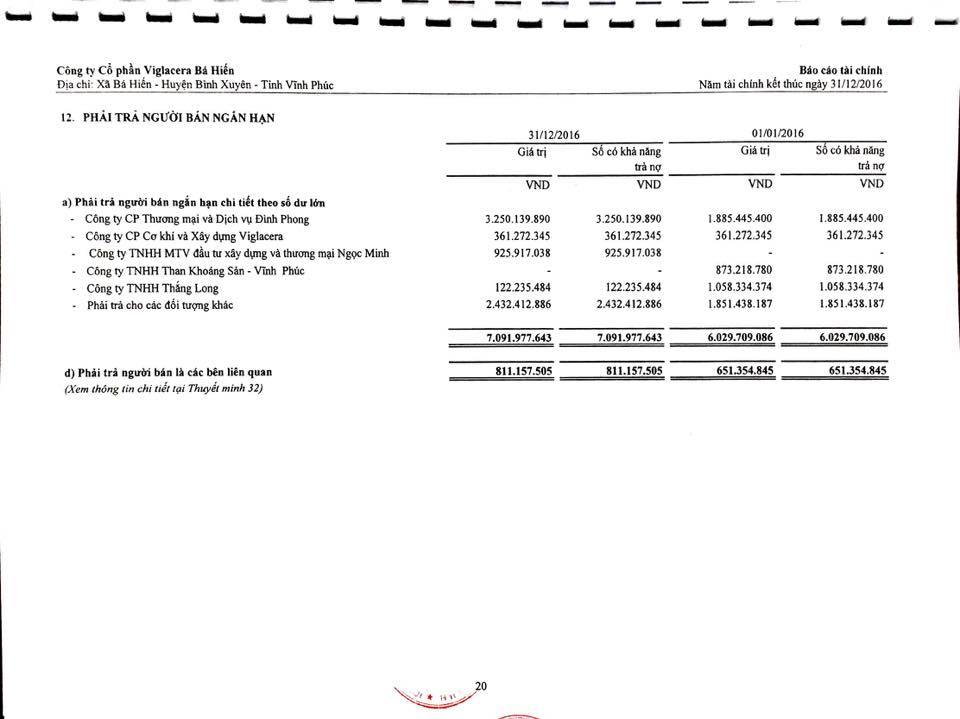 Công ty Cổ phần Viglacera Bá Hiến Báo cáo tài chính
Địa chỉ: Xã Bá Hiến - Huyện Bình Xuyên - Tỉnh Vĩnh Phúc Năm tài chính kết thúc ngày 31/12/2016
12. PHẢI TRẢ NGƯỜI BÁN NGẮN HẠN
31/12/2016 01/01/2016
Giá trị Số có khả năng Giá trị Số có khả năng
trả nợ trả nợ
VND VND VND VND
a) Phải trả người bán ngắn hạn chi tiết theo số dư lớn
- Công ty CP Thương mại và Dịch vụ Đình Phong 3.250.139.890 3.250.139.890 1.885.445.400 1.885.445.400
- Công ty CP Cơ khí và Xây dựng Viglacera 361.272.345 361.272.345 361.272.345 361.272.345
- Công ty TNHH MTV đầu tư xây dựng và thương mại Ngọc Minh 925.917.038 925.917.038 - -
- Công ty TNHH Than Khoáng Sản - Vĩnh Phúc - - 873.218.780 873.218.780
- Công ty TNHH Thắng Long 122.235.484 122.235.484 1.058.334.374 1.058.334.374
- Phải trả cho các đối tượng khác 2.432.412.886 2.432.412.886 1.851.438.187 1.851.438.187
7.091.977.643 7.091.977.643 6.029.709.086 6.029.709.086
d) Phải trả người bán là các bên liên quan 811.157.505 811.157.505 651.354.845 651.354.845
(Xem thông tin chi tiết tại Thuyết minh 32)
20